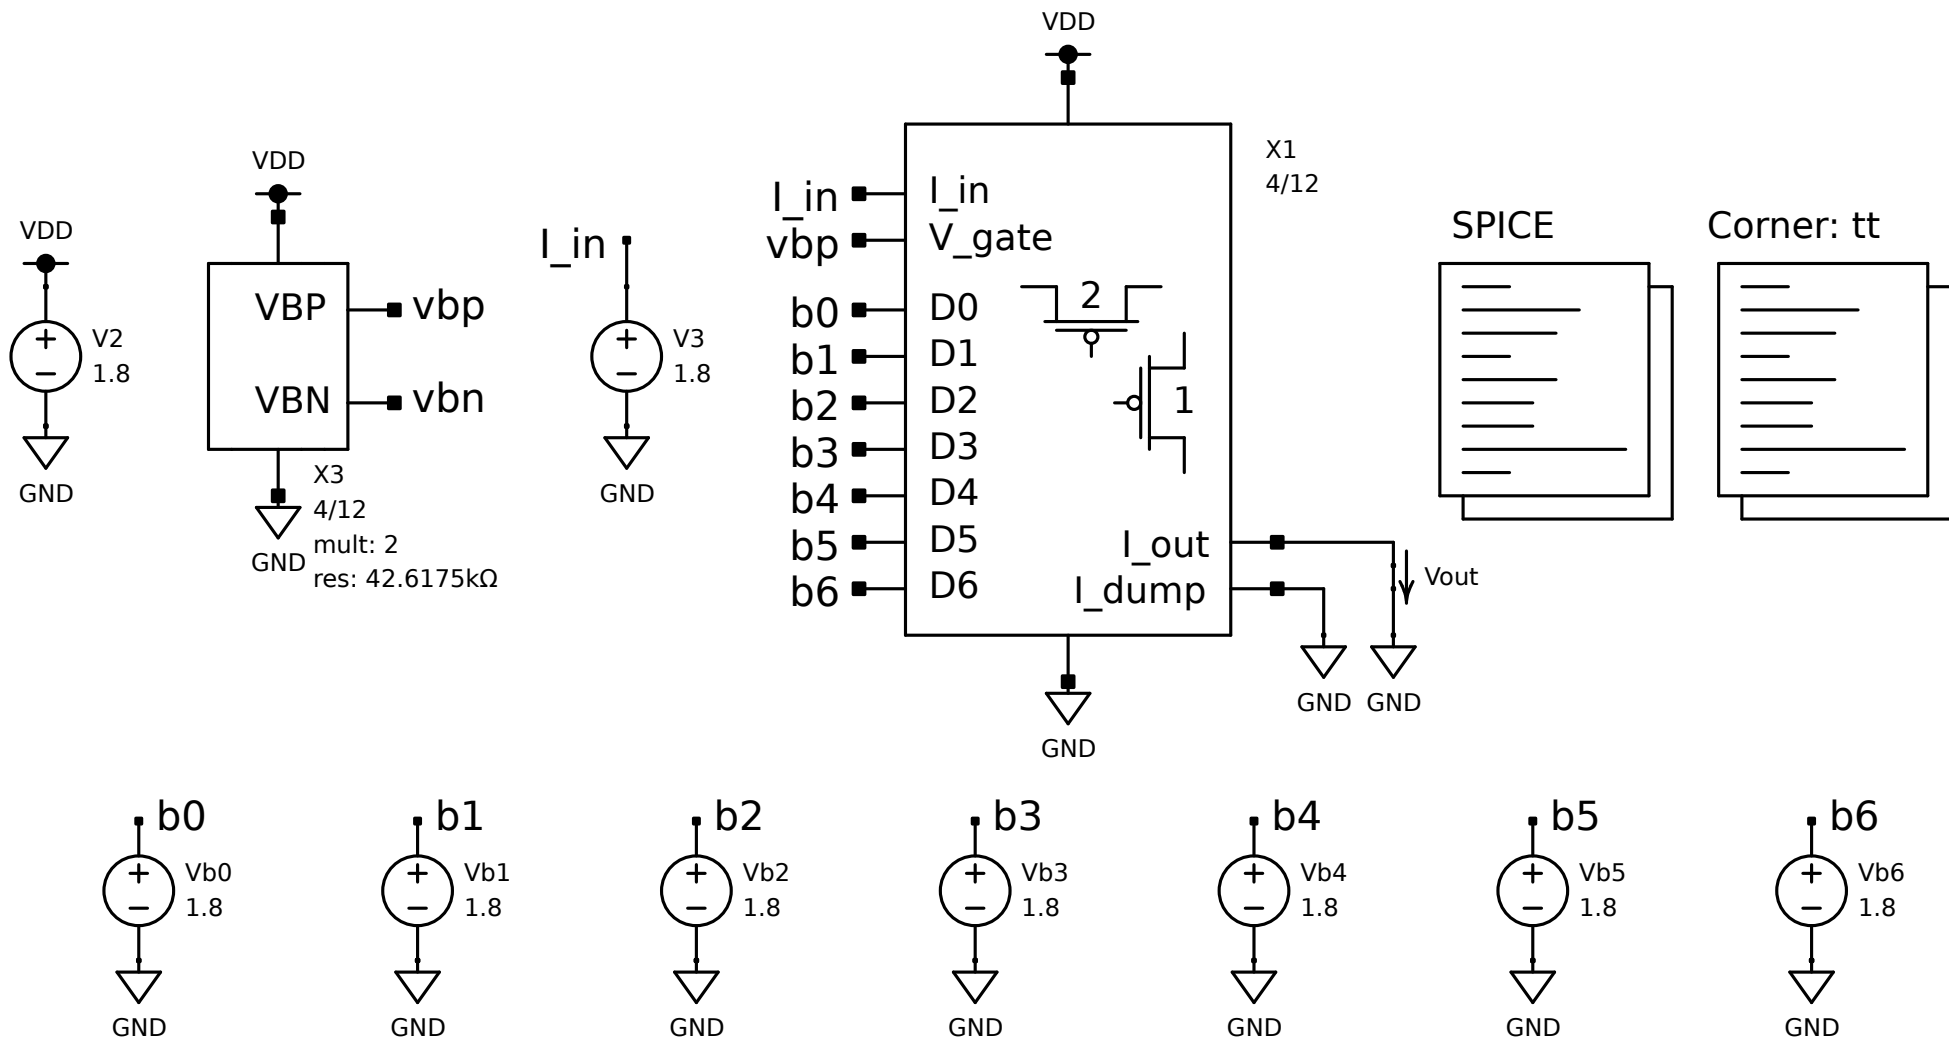 VDD
VDD
VBP
vbp
VBN
vbn
X3
4/12
mult: 2
res: 42.6175kΩ
GND
VDD
+
−
V2
1.8
GND
I_in
+
−
V3
1.8
GND
VDD
X1
4/12
I_in
I_in
vbp
V_gate
b0
D0
b1
D1
b2
D2
b3
D3
b4
D4
b5
D5
b6
D6
2
1
I_out
I_dump
Vout
GND
GND
GND
SPICE
Corner: tt
b0
+
−
Vb0
1.8
GND
b1
+
−
Vb1
1.8
GND
b2
+
−
Vb2
1.8
GND
b3
+
−
Vb3
1.8
GND
b4
+
−
Vb4
1.8
GND
b5
+
−
Vb5
1.8
GND
b6
+
−
Vb6
1.8
GND